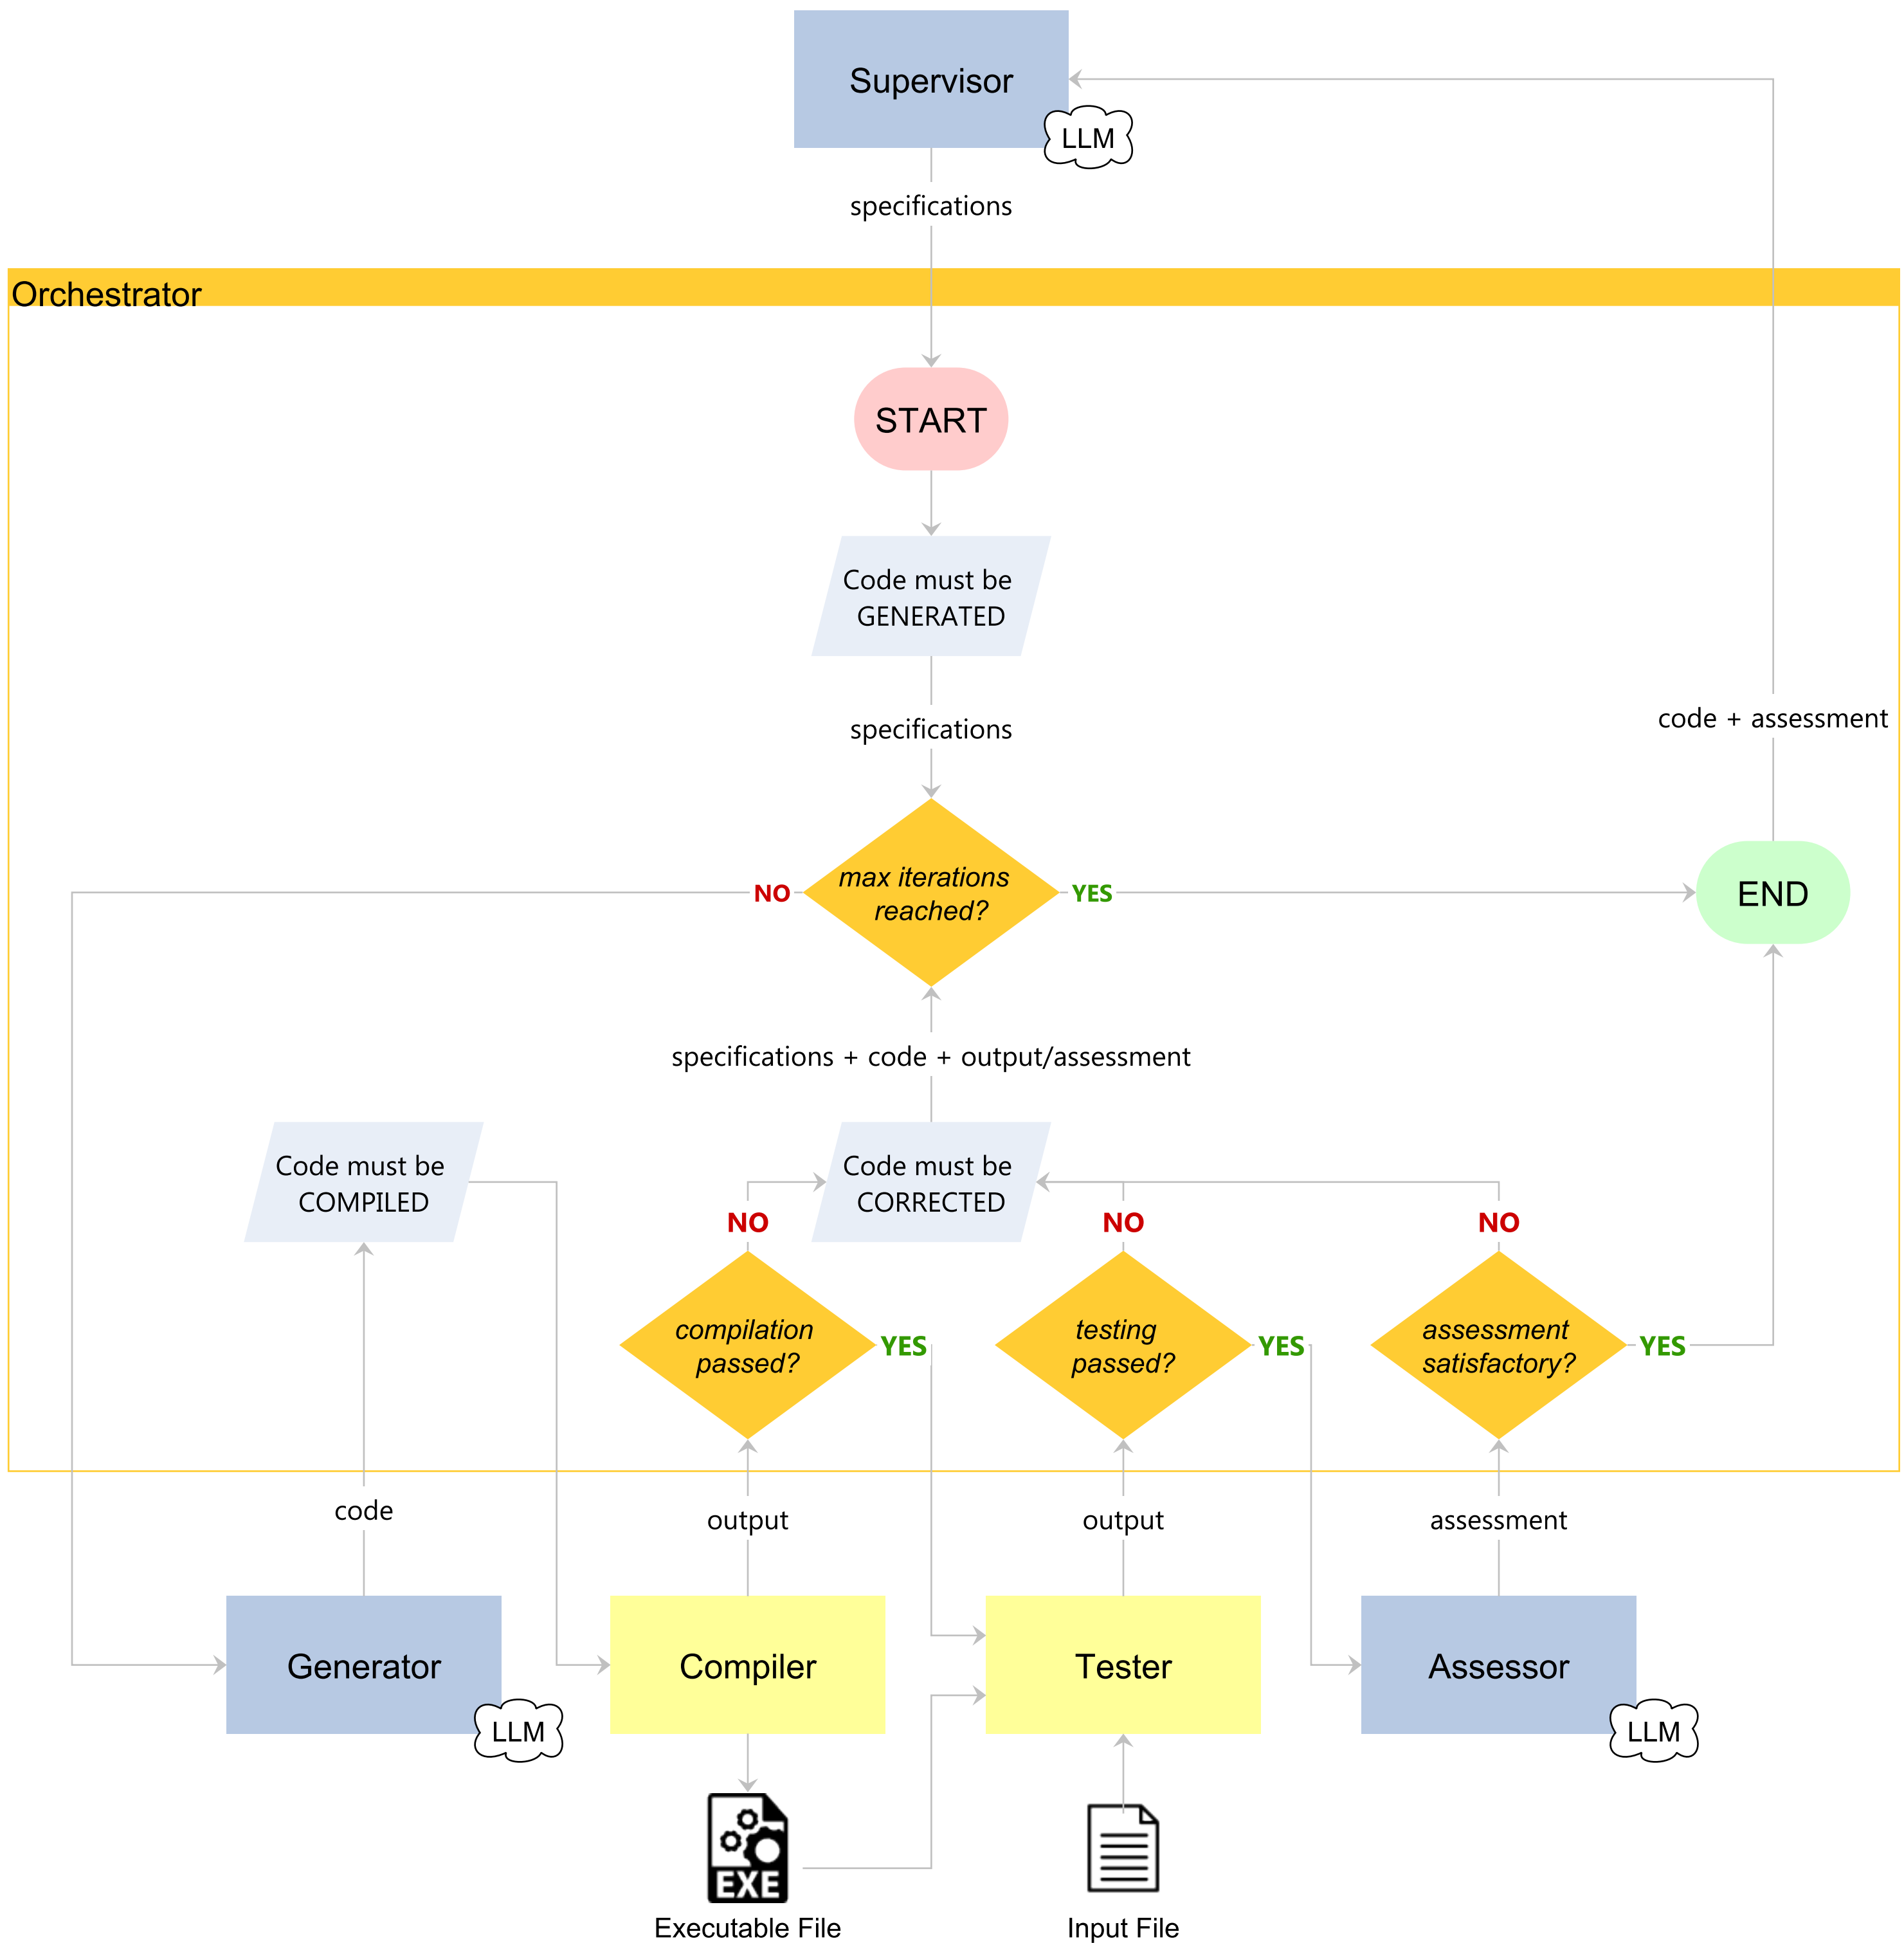 Supervisor
LLM
specifications
Orchestrator
START
Code must be
GENERATED
specifications
code + assessment
max iterations
reached?
NO
YES
END
specifications + code + output/assessment
Code must be
COMPILED
Code must be
CORRECTED
NO
NO
NO
compilation
passed?
YES
testing
passed?
YES
assessment
satisfactory?
YES
code
output
output
assessment
Generator
LLM
Compiler
Tester
Assessor
LLM
EXE
Executable File
Input File